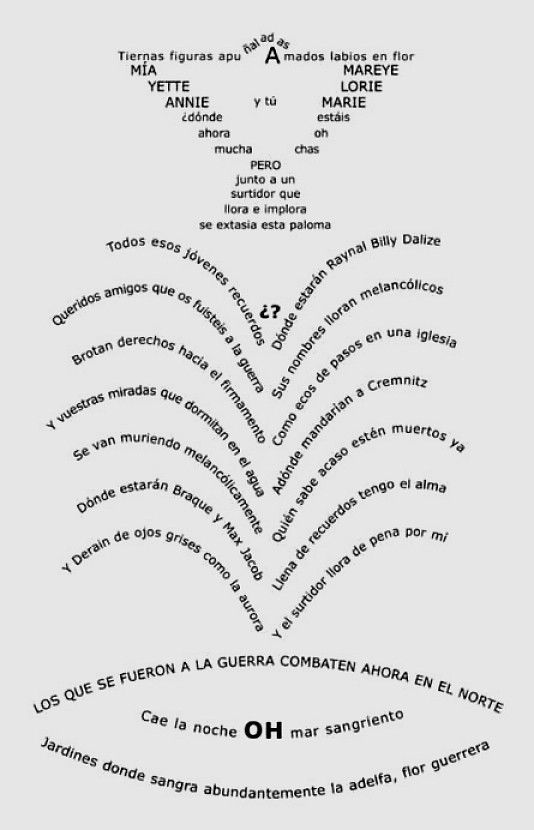 Tiernas figuras apuñaladas Amados labios en flor
MÍA MAREYE
YETTE LORIE
ANNIE y tú MARIE
¿dónde estáis
ahora oh
mucha chas
PERO
junto a un
surtidor que
llora e implora
se extasia esta paloma
¿?
Todos esos jóvenes recuerdos
Queridos amigos que os fuisteis a la guerra
Brotan derechos hacia el firmamento
Y vuestras miradas que dormitan en el agua
Se van muriendo melancólicamente
Dónde estarán Braque y Max Jacob
Y Derain de ojos grises como la aurora
Dónde estarán Raynal Billy Dalize
Sus nombres lloran melancólicos
Como ecos de pasos en una iglesia
Adónde mandarían a Cremnitz
Quién sabe acaso estén muertos ya
Llena de recuerdos tengo el alma
Y el surtidor llora de pena por mí
LOS QUE SE FUERON A LA GUERRA COMBATEN AHORA EN EL NORTE
Cae la noche OH mar sangriento
Jardines donde sangra abundantemente la adelfa, flor guerrera